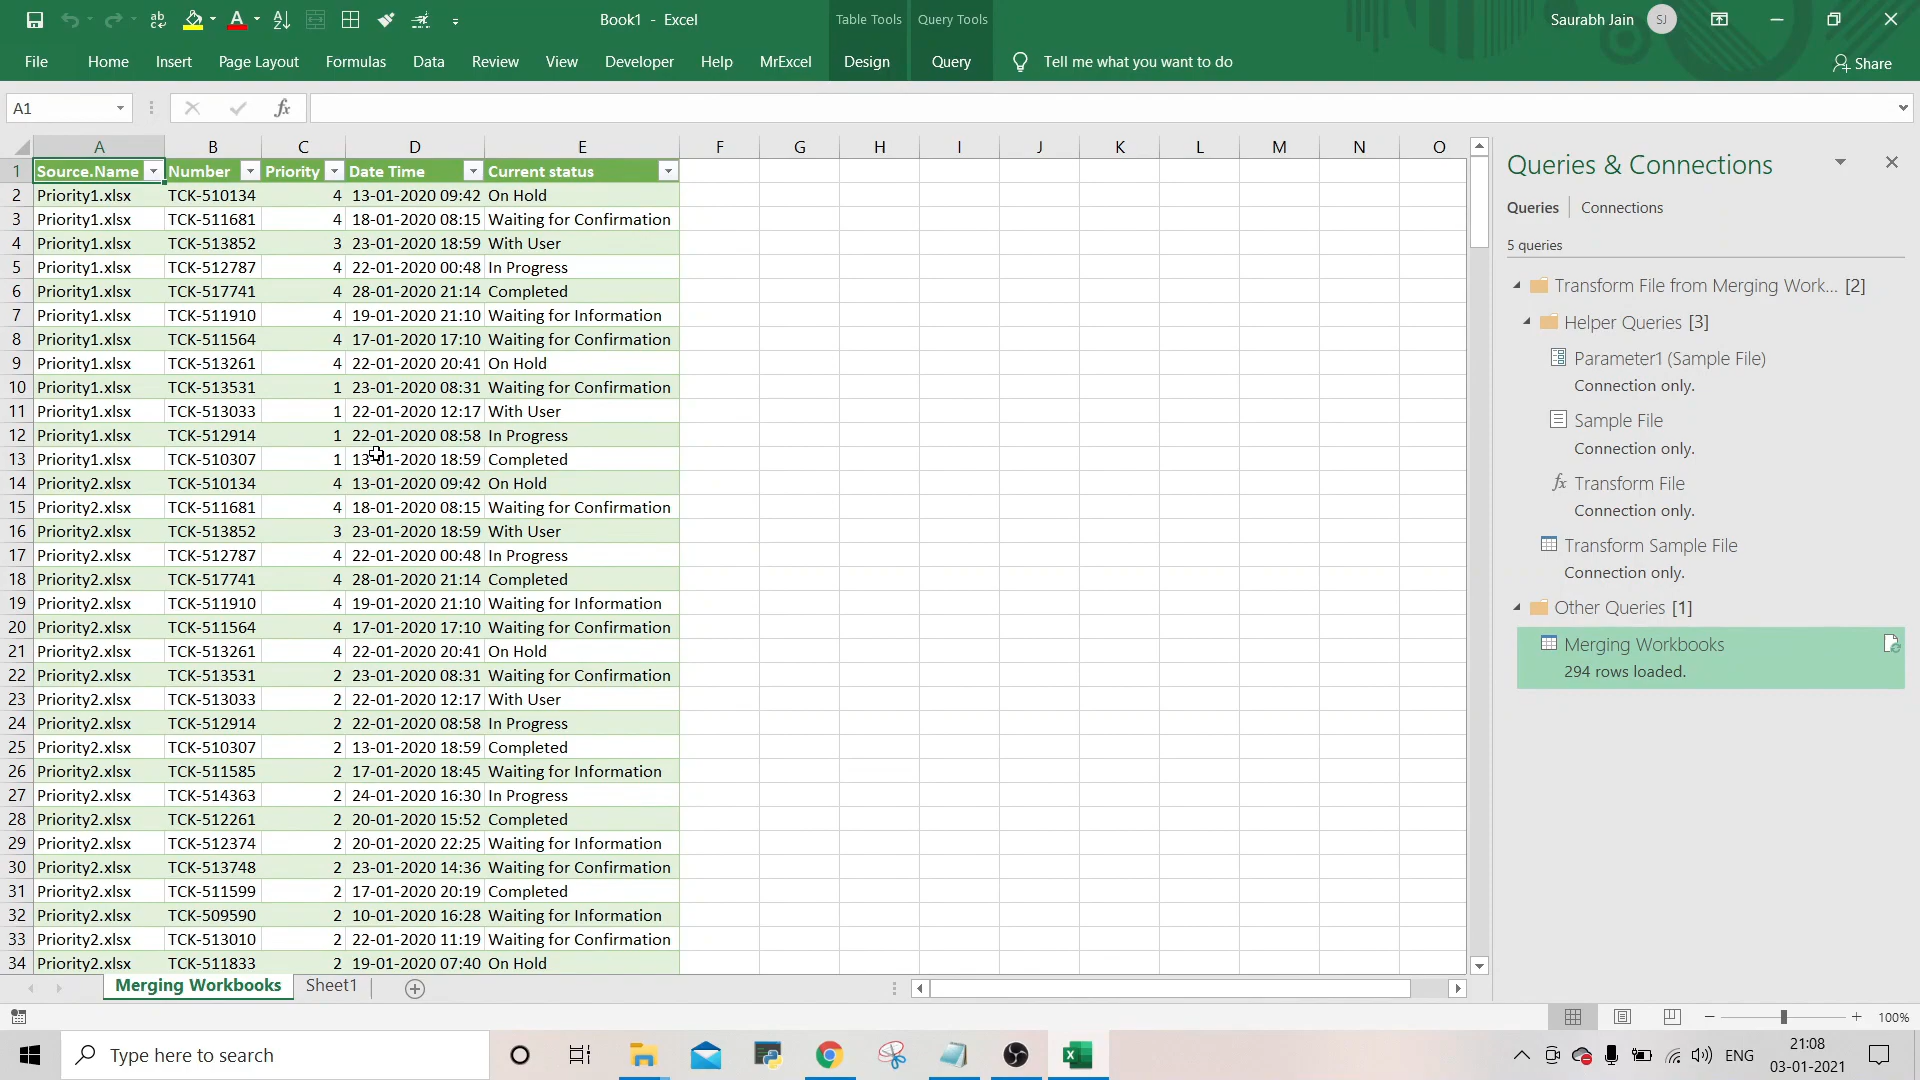 Book1 - Excel
Table Tools
Query Tools
Saurabh Jain
SJ
File
Home
Insert
Page Layout
Formulas
Data
Review
View
Developer
Help
MrExcel
Design
Query
Tell me what you want to do
Share
A1
fx
A B C D E F G H I J K L M N O
1 Source.Name Number Priority Date Time Current status
2 Priority1.xlsx TCK-510134 4 13-01-2020 09:42 On Hold
3 Priority1.xlsx TCK-511681 4 18-01-2020 08:15 Waiting for Confirmation
4 Priority1.xlsx TCK-513852 3 23-01-2020 18:59 With User
5 Priority1.xlsx TCK-512787 4 22-01-2020 00:48 In Progress
6 Priority1.xlsx TCK-517741 4 28-01-2020 21:14 Completed
7 Priority1.xlsx TCK-511910 4 19-01-2020 21:10 Waiting for Information
8 Priority1.xlsx TCK-511564 4 17-01-2020 17:10 Waiting for Confirmation
9 Priority1.xlsx TCK-513261 4 22-01-2020 20:41 On Hold
10 Priority1.xlsx TCK-513531 1 23-01-2020 08:31 Waiting for Confirmation
11 Priority1.xlsx TCK-513033 1 22-01-2020 12:17 With User
12 Priority1.xlsx TCK-512914 1 22-01-2020 08:58 In Progress
13 Priority1.xlsx TCK-510307 1 13-01-2020 18:59 Completed
14 Priority2.xlsx TCK-510134 4 13-01-2020 09:42 On Hold
15 Priority2.xlsx TCK-511681 4 18-01-2020 08:15 Waiting for Confirmation
16 Priority2.xlsx TCK-513852 3 23-01-2020 18:59 With User
17 Priority2.xlsx TCK-512787 4 22-01-2020 00:48 In Progress
18 Priority2.xlsx TCK-517741 4 28-01-2020 21:14 Completed
19 Priority2.xlsx TCK-511910 4 19-01-2020 21:10 Waiting for Information
20 Priority2.xlsx TCK-511564 4 17-01-2020 17:10 Waiting for Confirmation
21 Priority2.xlsx TCK-513261 4 22-01-2020 20:41 On Hold
22 Priority2.xlsx TCK-513531 2 23-01-2020 08:31 Waiting for Confirmation
23 Priority2.xlsx TCK-513033 2 22-01-2020 12:17 With User
24 Priority2.xlsx TCK-512914 2 22-01-2020 08:58 In Progress
25 Priority2.xlsx TCK-510307 2 13-01-2020 18:59 Completed
26 Priority2.xlsx TCK-511585 2 17-01-2020 18:45 Waiting for Information
27 Priority2.xlsx TCK-514363 2 24-01-2020 16:30 In Progress
28 Priority2.xlsx TCK-512261 2 20-01-2020 15:52 Completed
29 Priority2.xlsx TCK-512374 2 20-01-2020 22:25 Waiting for Information
30 Priority2.xlsx TCK-513748 2 23-01-2020 14:36 Waiting for Confirmation
31 Priority2.xlsx TCK-511599 2 17-01-2020 20:19 Completed
32 Priority2.xlsx TCK-509590 2 10-01-2020 16:28 Waiting for Information
33 Priority2.xlsx TCK-513010 2 22-01-2020 11:19 Waiting for Confirmation
34 Priority2.xlsx TCK-511833 2 19-01-2020 07:40 On Hold
Merging Workbooks
Sheet1
Queries & Connections
Queries
Connections
5 queries
Transform File from Merging Work... [2]
Helper Queries [3]
Parameter1 (Sample File)
Connection only.
Sample File
Connection only.
fx Transform File
Connection only.
Transform Sample File
Connection only.
Other Queries [1]
Merging Workbooks
294 rows loaded.
100%
Type here to search
ENG
21:08
03-01-2021